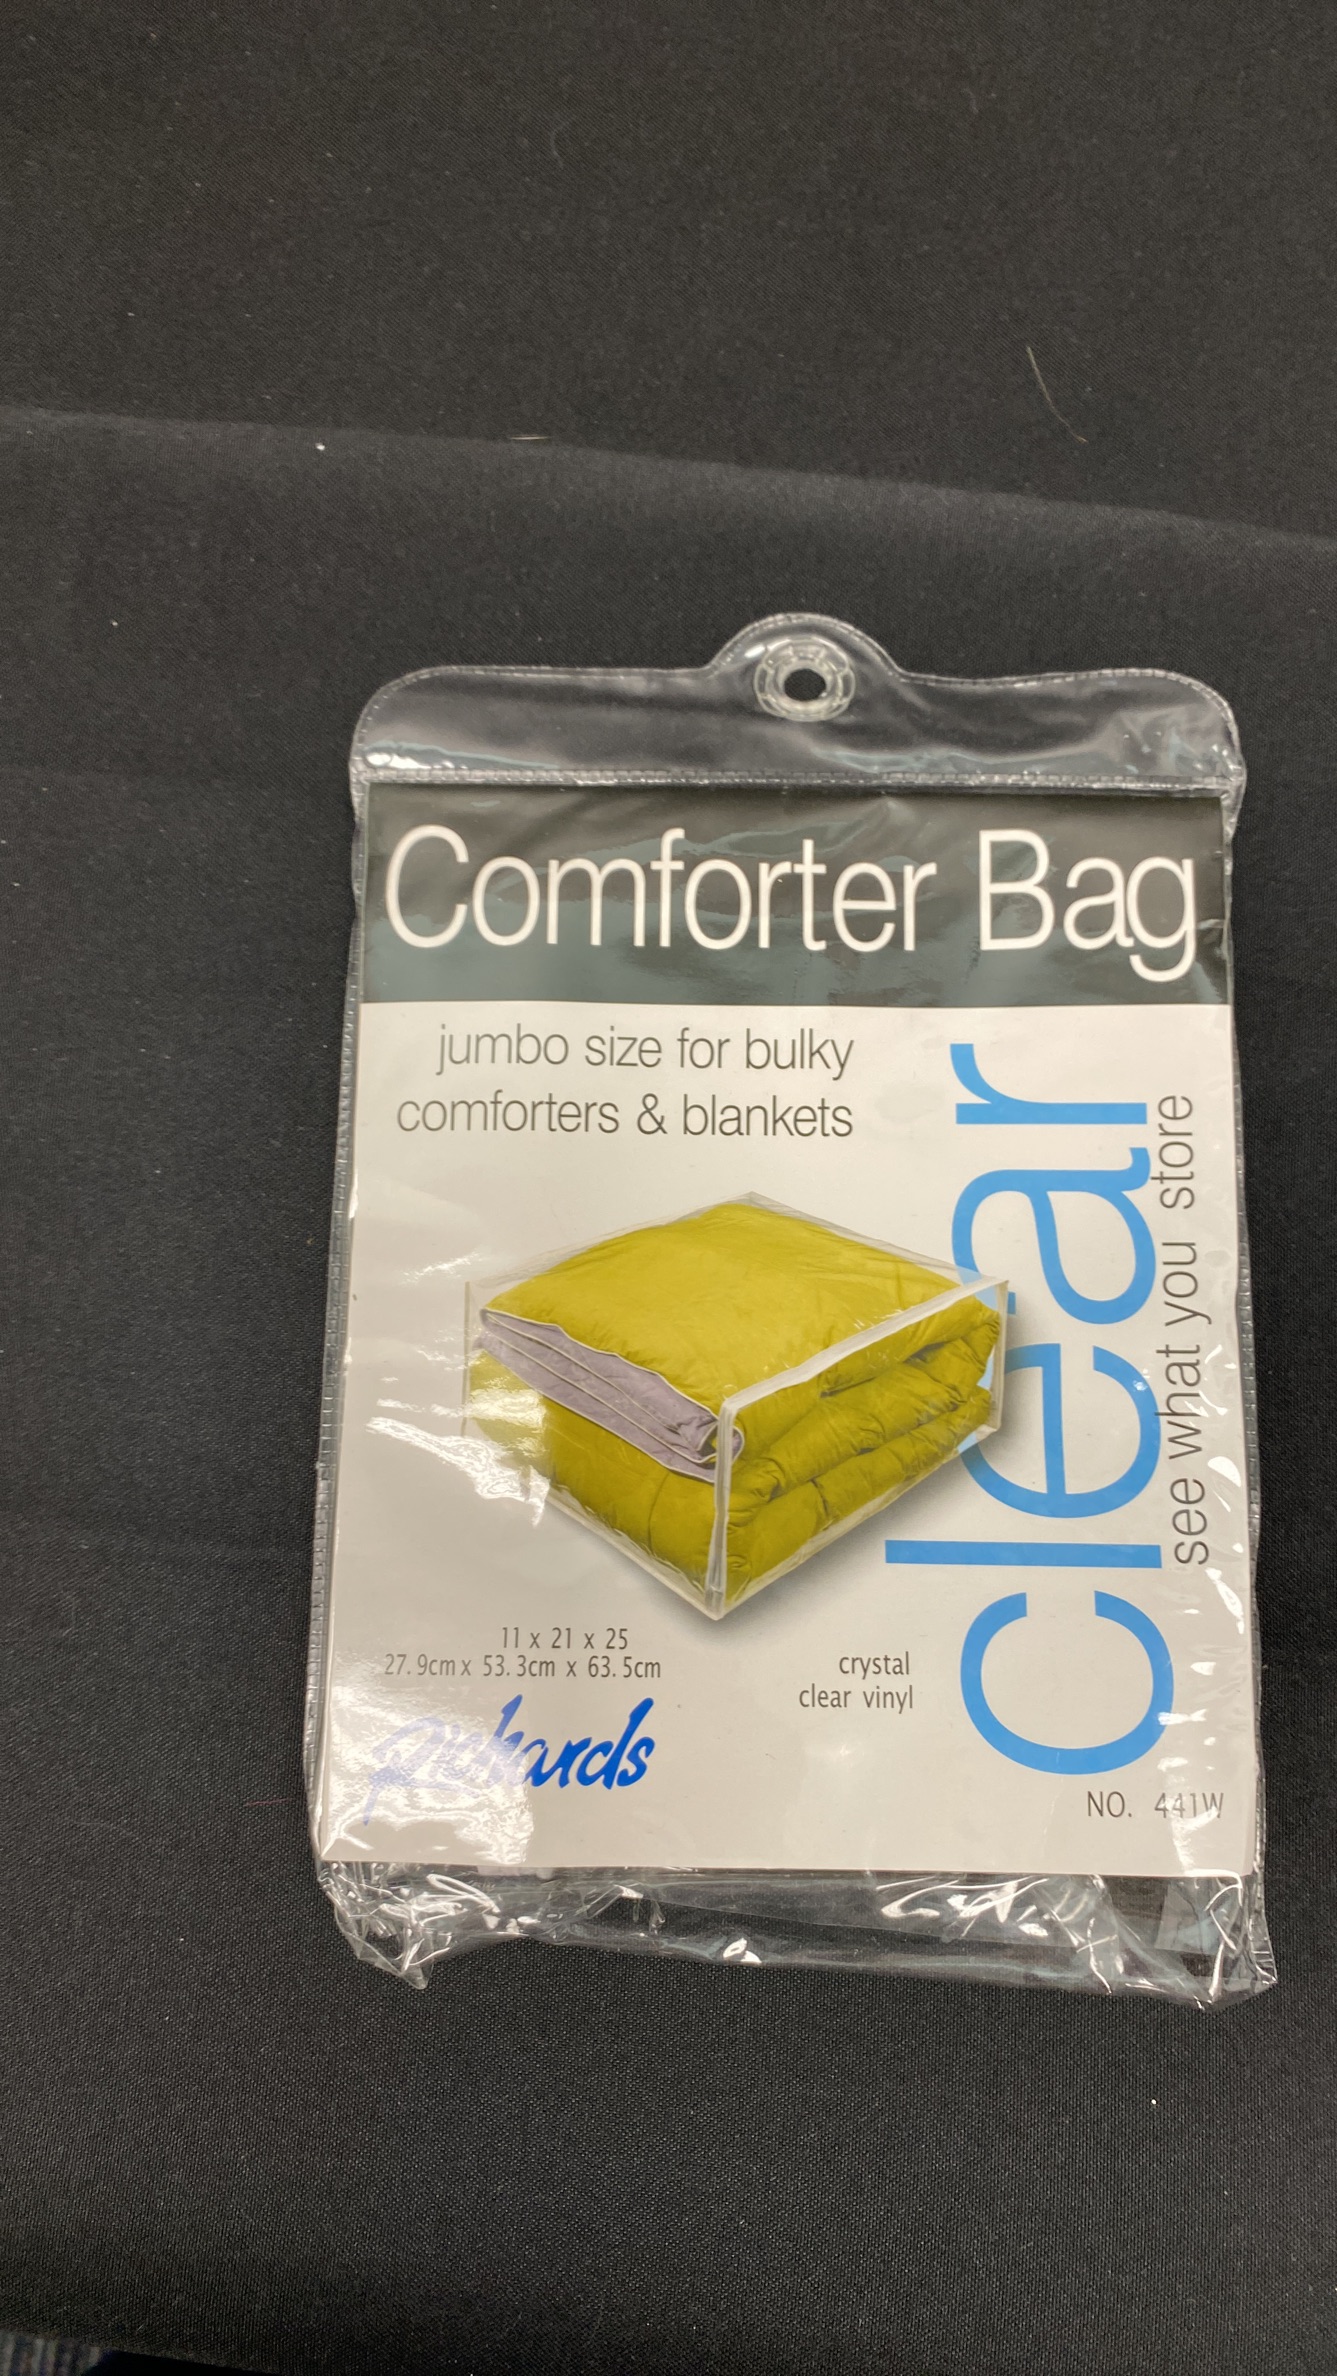 Comforter Bag
jumbo size for bulky
comforters & blankets
clear
see what you store
11 x 21 x 25
27.9cm x 53.3cm x 63.5cm
crystal
clear vinyl
Richards
NO. 441W